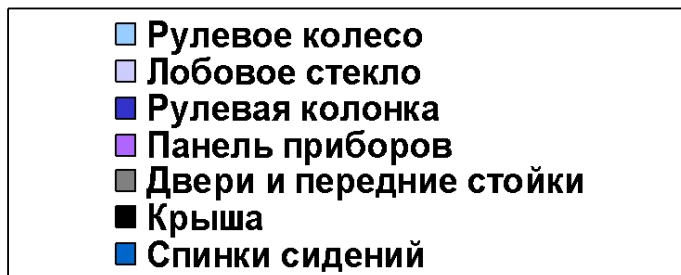 Рулевое колесо
Лобовое стекло
Рулевая колонка
Панель приборов
Двери и передние стойки
Крыша
Спинки сидений